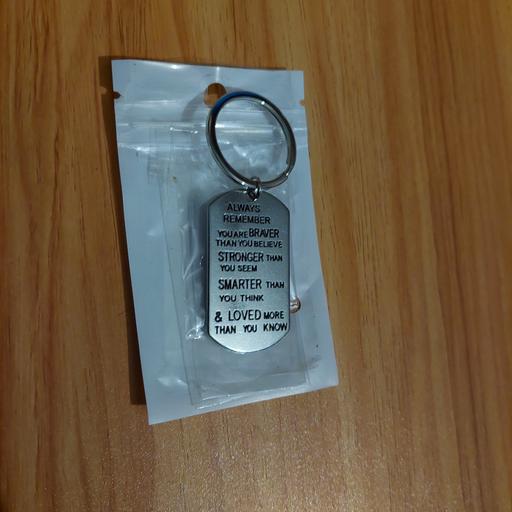 ALWAYS
REMEMBER
YOU ARE BRAVER
THAN YOU BELIEVE
STRONGER THAN
YOU SEEM
SMARTER THAN
YOU THINK
& LOVED MORE
THAN YOU KNOW